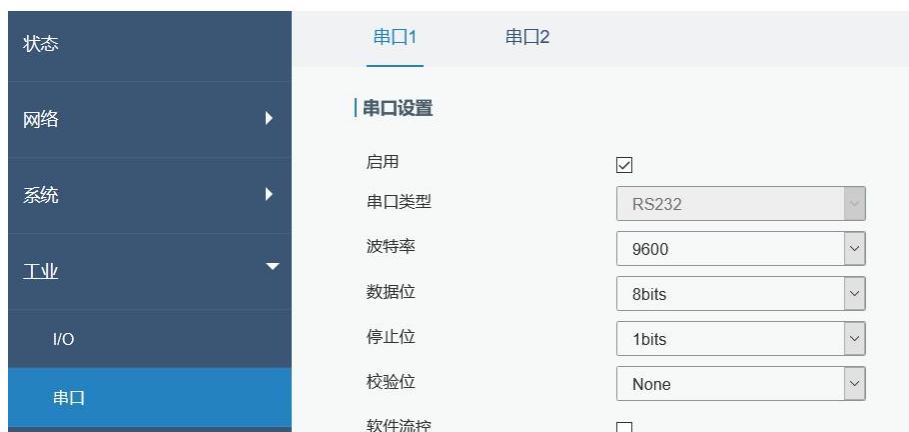 状态
网络
系统
工业
I/O
串口
串口1 串口2
串口设置
启用
串口类型 RS232
波特率 9600
数据位 8bits
停止位 1bits
校验位 None
软件流控